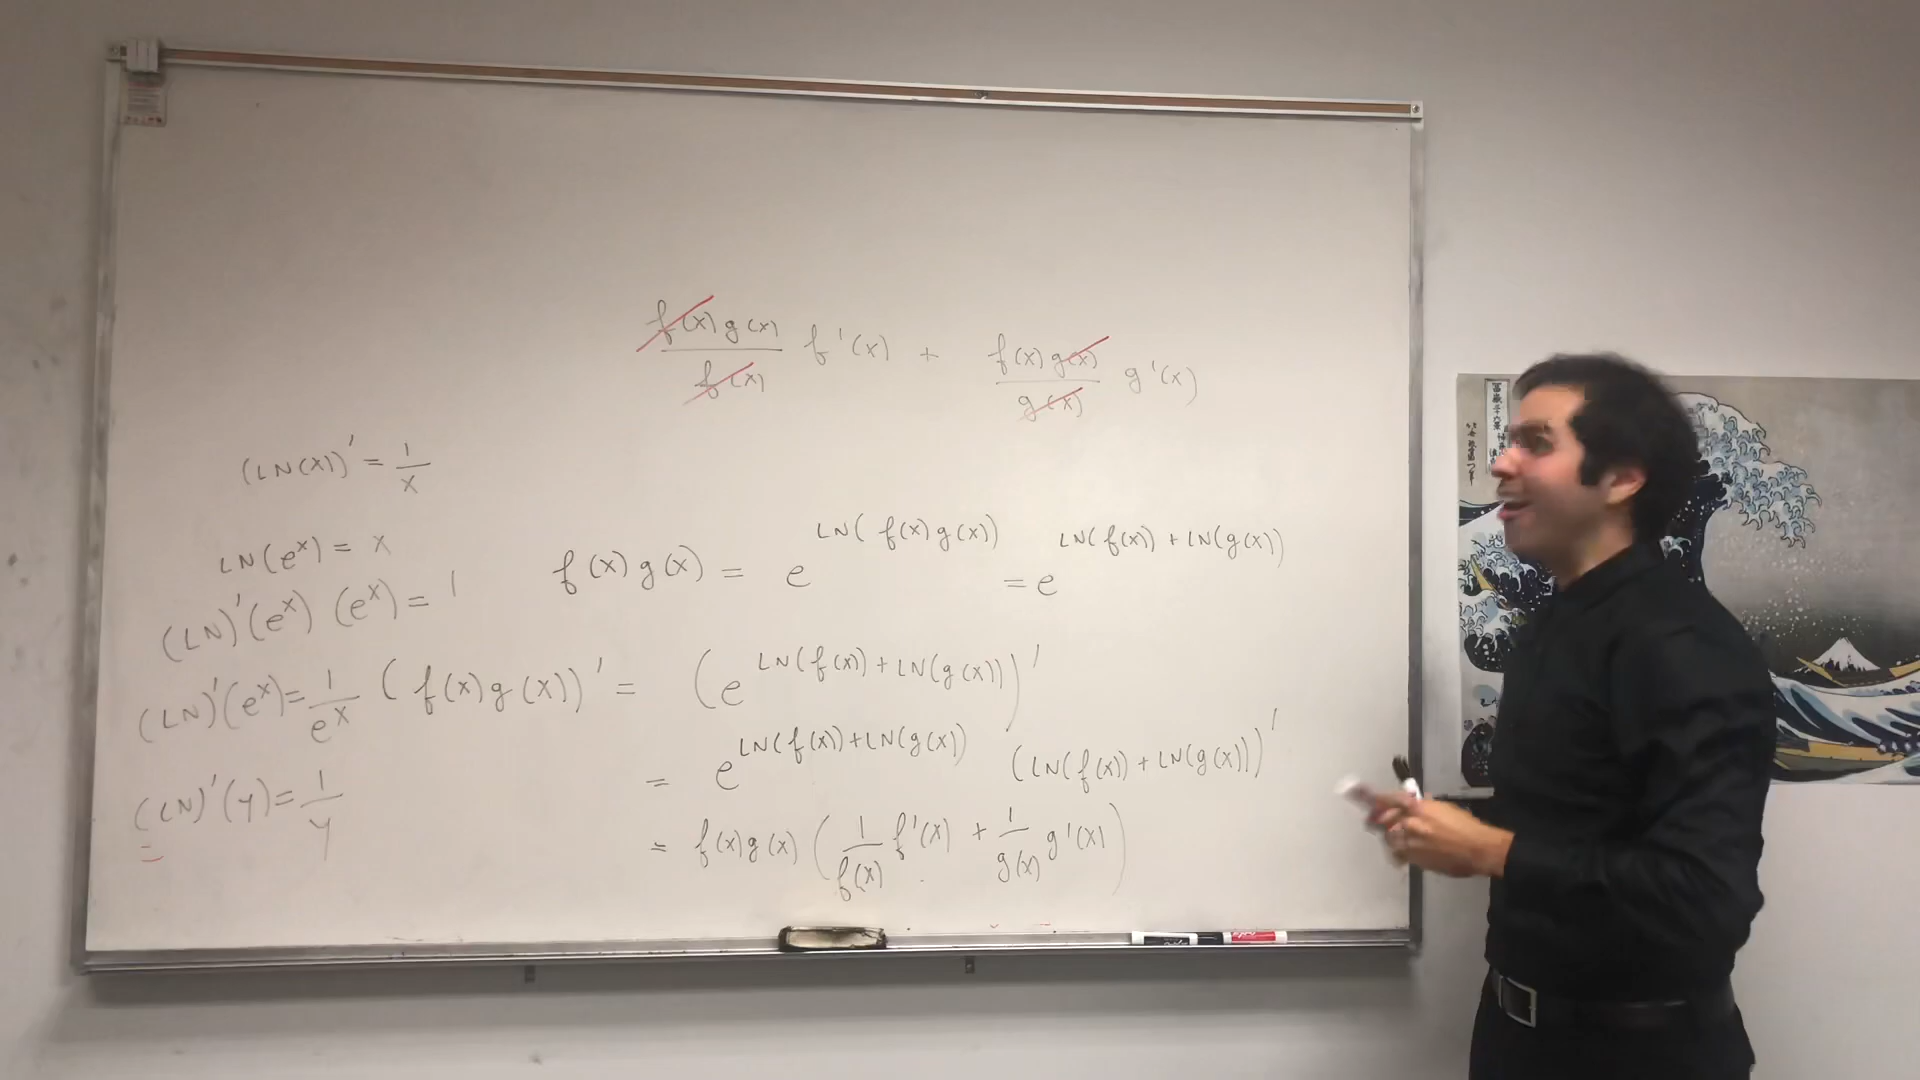 f(x)g(x)/f(x) f'(x) + f(x)g(x)/g(x) g'(x)
(LN(x))' = 1/x
LN(e^x) = x
(LN)'(e^x) (e^x) = 1
(LN)'(e^x) = 1/e^x
(LN)'(y) = 1/y
f(x)g(x) = e^LN(f(x)g(x)) = e^LN(f(x)) + LN(g(x))
(f(x)g(x))' = (e^LN(f(x)) + LN(g(x)))'
= e^LN(f(x)) + LN(g(x)) (LN(f(x)) + LN(g(x)))'
= f(x)g(x) (1/f(x) f'(x) + 1/g(x) g'(x))